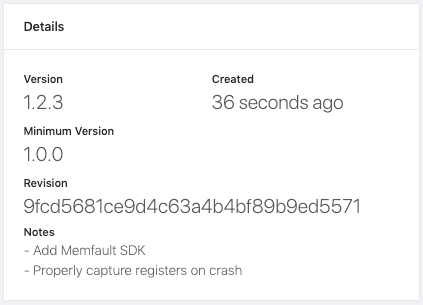 Details
Version
Created
1.2.3
36 seconds ago
Minimum Version
1.0.0
Revision
9fcd5681ce9d4c63a4b4bf89b9ed5571
Notes
- Add Memfault SDK
- Properly capture registers on crash